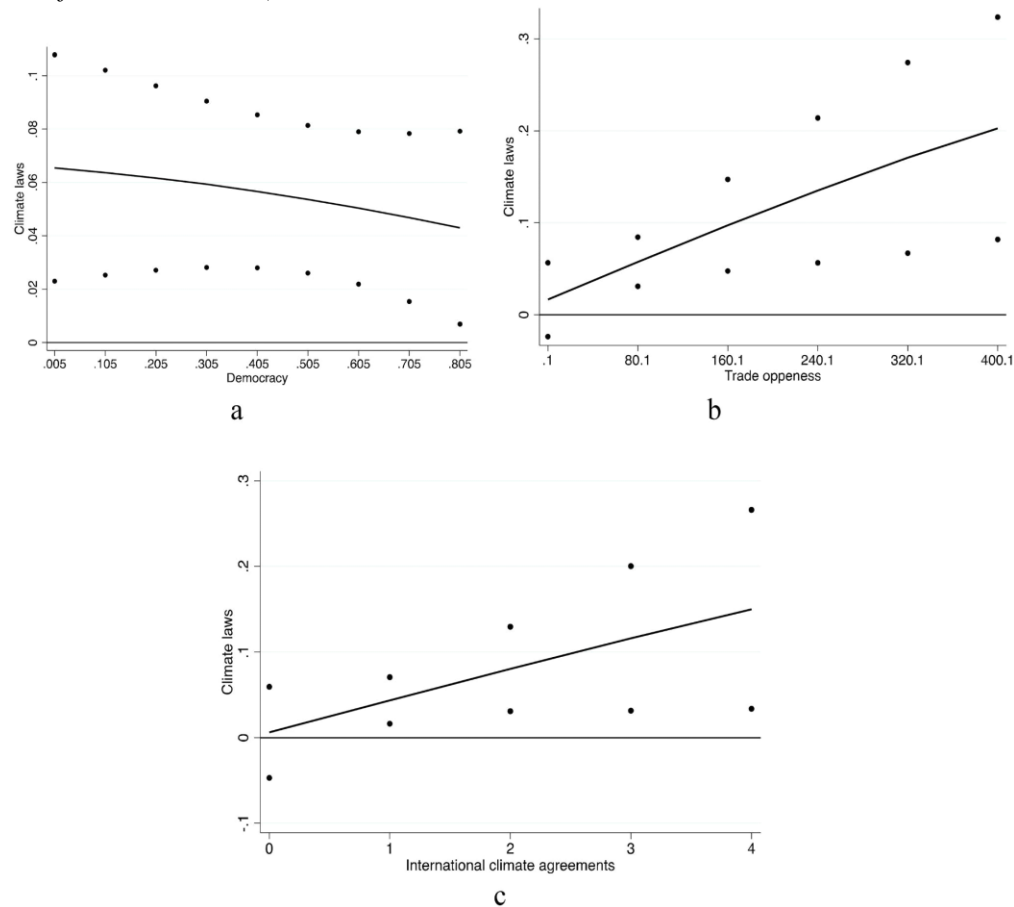 .1
.08
.06
.04
.02
0
Climate laws
.005 .105 .205 .305 .405 .505 .605 .705 .805
Democracy
a
.3
.2
.1
0
Climate laws
.1 80.1 160.1 240.1 320.1 400.1
Trade oppeness
b
.3
.2
.1
0
-.1
Climate laws
0 1 2 3 4
International climate agreements
c